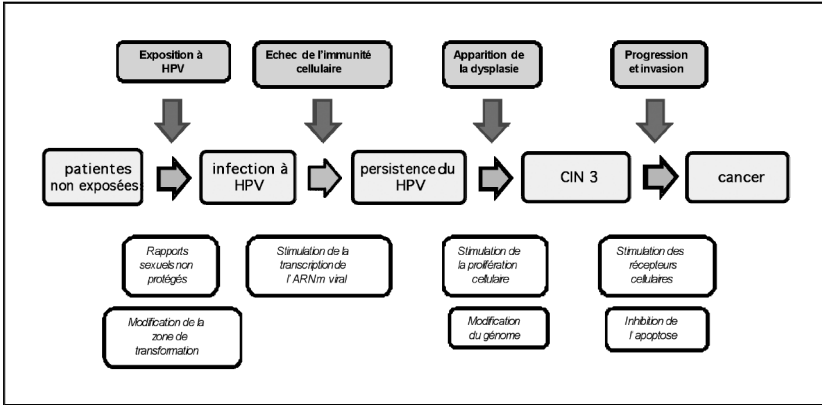 Exposition à
HPV
Echec de l'immunité
cellulaire
Apparition de
la dysplasie
Progression
et invasion
patientes
non exposées
infection à
HPV
persistence du
HPV
CIN 3
cancer
Rapports
sexuels non
protégés
Stimulation de la
transcription de
l'ARNm viral
Stimulation de
la prolifération
cellulaire
Stimulation des
récepteurs
cellulaires
Modification de la
zone de
transformation
Modification
du génome
Inhibition de
l'apoptose